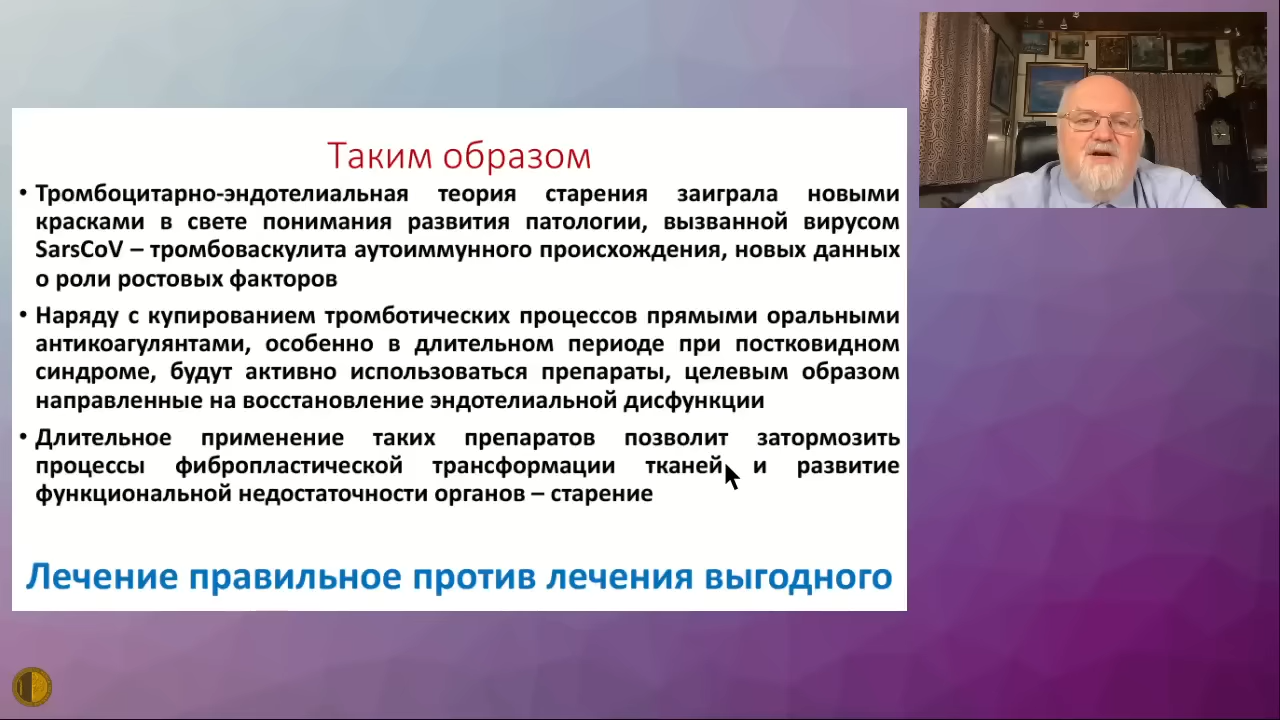 Таким образом
• Тромбоцитарно-эндотелиальная теория старения заиграла новыми
красками в свете понимания развития патологии, вызванной вирусом
SarsCoV – тромбоваскулита аутоиммунного происхождения, новых данных
о роли ростовых факторов
• Наряду с купированием тромботических процессов прямыми оральными
антикоагулянтами, особенно в длительном периоде при постковидном
синдроме, будут активно использоваться препараты, целевым образом
направленные на восстановление эндотелиальной дисфункции
• Длительное применение таких препаратов позволит затормозить
процессы фибропластической трансформации тканей и развитие
функциональной недостаточности органов – старение
Лечение правильное против лечения выгодного